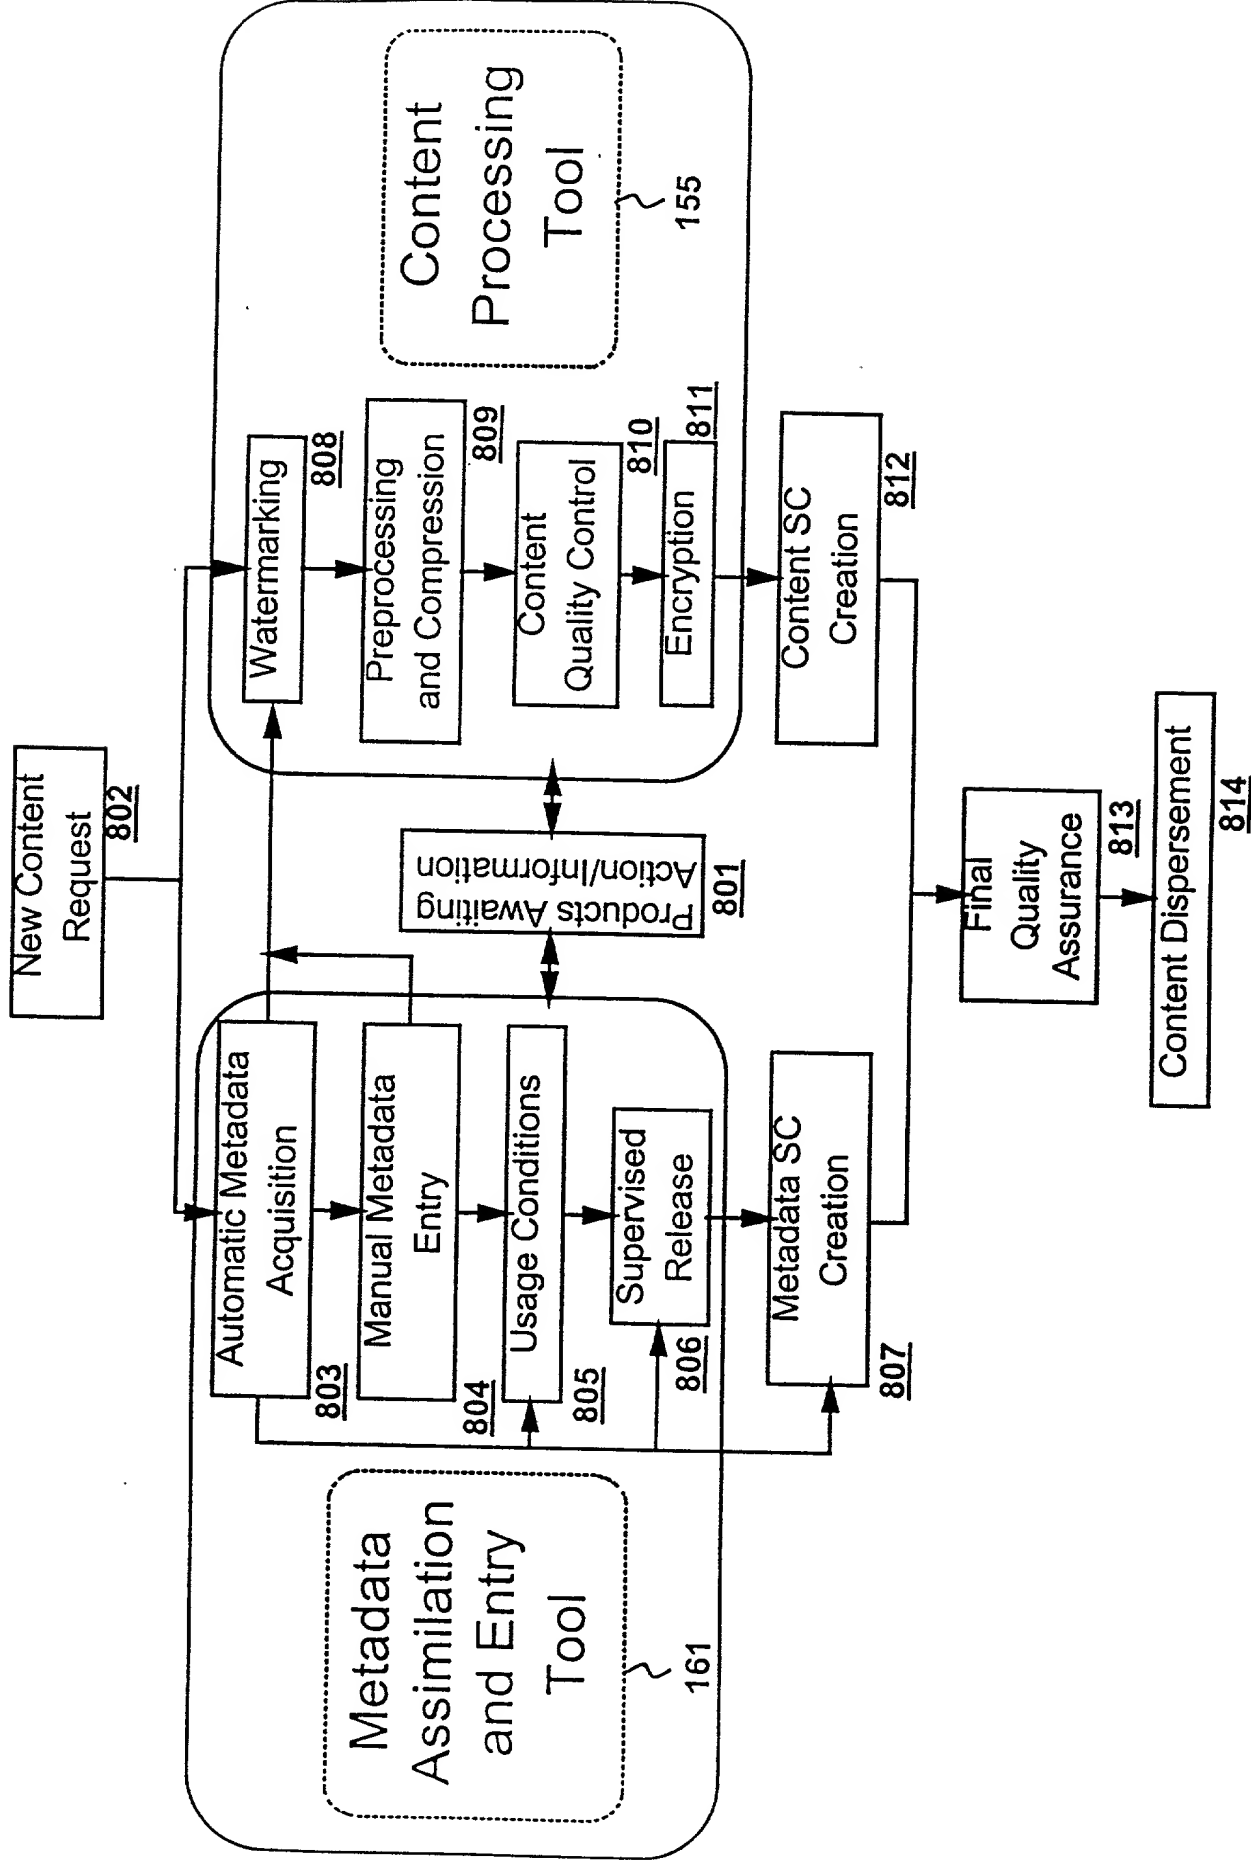 New Content
Request
802
Metadata
Assimilation
and Entry
Tool
161
Automatic Metadata
Acquisition
803
Manual Metadata
Entry
804
Usage Conditions
805
Supervised
Release
806
Metadata SC
Creation
807
Products Awaiting
Action/Information
801
Watermarking
808
Preprocessing
and Compression
809
Content
Quality Control
810
Encryption
811
Content SC
Creation
812
Content
Processing
Tool
155
Final
Quality
Assurance
813
Content Dispersement
814